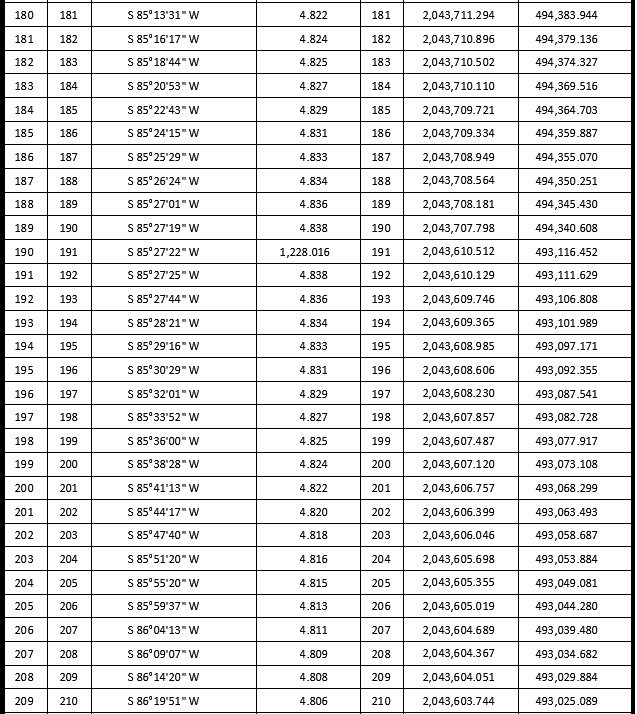 180 181 S 85°13'31" W 4.822 181 2,043,711.294 494,383.944
181 182 S 85°16'17" W 4.824 182 2,043,710.896 494,379.136
182 183 S 85°18'44" W 4.825 183 2,043,710.502 494,374.327
183 184 S 85°20'53" W 4.827 184 2,043,710.110 494,369.516
184 185 S 85°22'43" W 4.829 185 2,043,709.721 494,364.703
185 186 S 85°24'15" W 4.831 186 2,043,709.334 494,359.887
186 187 S 85°25'29" W 4.833 187 2,043,708.949 494,355.070
187 188 S 85°26'24" W 4.834 188 2,043,708.564 494,350.251
188 189 S 85°27'01" W 4.836 189 2,043,708.181 494,345.430
189 190 S 85°27'19" W 4.838 190 2,043,707.798 494,340.608
190 191 S 85°27'22" W 1,228.016 191 2,043,610.512 493,116.452
191 192 S 85°27'25" W 4.838 192 2,043,610.129 493,111.629
192 193 S 85°27'44" W 4.836 193 2,043,609.746 493,106.808
193 194 S 85°28'21" W 4.834 194 2,043,609.365 493,101.989
194 195 S 85°29'16" W 4.833 195 2,043,608.985 493,097.171
195 196 S 85°30'29" W 4.831 196 2,043,608.606 493,092.355
196 197 S 85°32'01" W 4.829 197 2,043,608.230 493,087.541
197 198 S 85°33'52" W 4.827 198 2,043,607.857 493,082.728
198 199 S 85°36'00" W 4.825 199 2,043,607.487 493,077.917
199 200 S 85°38'28" W 4.824 200 2,043,607.120 493,073.108
200 201 S 85°41'13" W 4.822 201 2,043,606.757 493,068.299
201 202 S 85°44'17" W 4.820 202 2,043,606.399 493,063.493
202 203 S 85°47'40" W 4.818 203 2,043,606.046 493,058.687
203 204 S 85°51'20" W 4.816 204 2,043,605.698 493,053.884
204 205 S 85°55'20" W 4.815 205 2,043,605.355 493,049.081
205 206 S 85°59'37" W 4.813 206 2,043,605.019 493,044.280
206 207 S 86°04'13" W 4.811 207 2,043,604.689 493,039.480
207 208 S 86°09'07" W 4.809 208 2,043,604.367 493,034.682
208 209 S 86°14'20" W 4.808 209 2,043,604.051 493,029.884
209 210 S 86°19'51" W 4.806 210 2,043,603.744 493,025.089